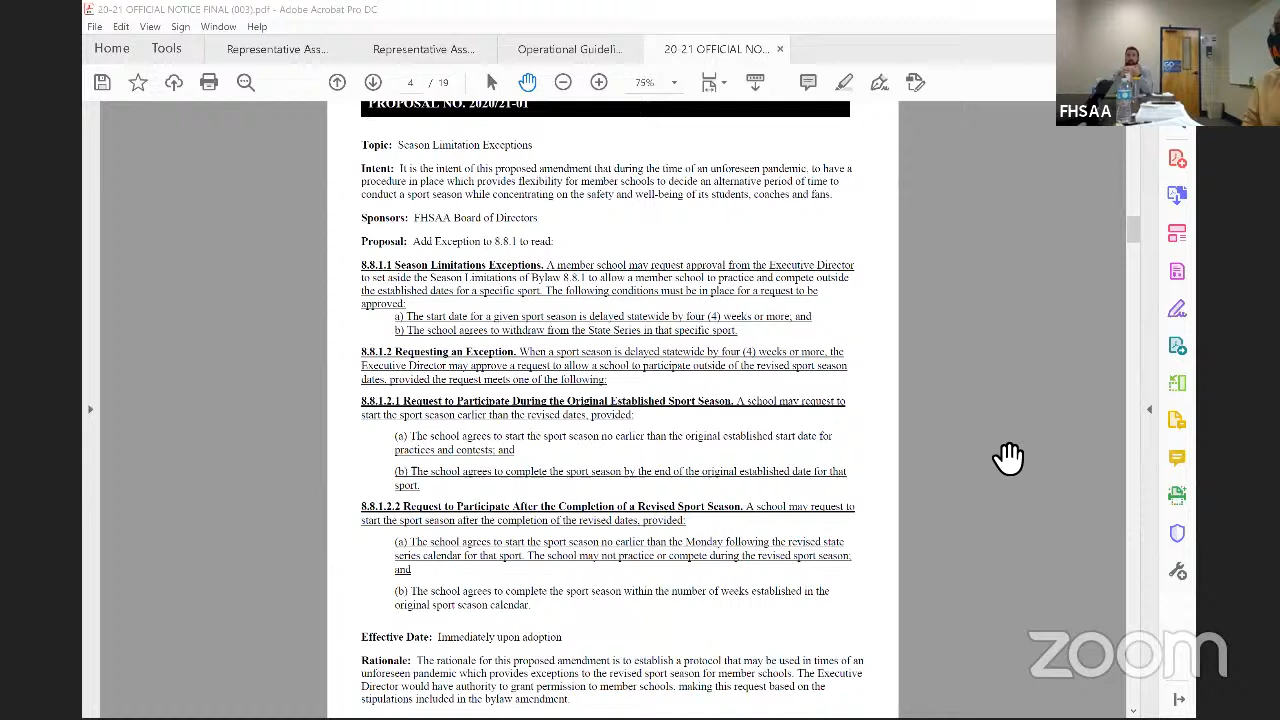 20-21 OFFICIAL NOTICE FINAL (003).pdf - Adobe Acrobat Pro DC
File Edit View Sign Window Help
Home Tools Representative Ass... Representative Ass... Operational Guideli... 20-21 OFFICIAL NO... ×
4 / 19 75%
FHSAA
PROPOSAL NO. 2020/21-01
Topic: Season Limitation Exceptions
Intent: It is the intent of this proposed amendment that during the time of an unforeseen pandemic, to have a
procedure in place which provides flexibility for member schools to decide an alternative period of time to
conduct a sport season while concentrating on the safety and well-being of its students, coaches and fans.
Sponsors: FHSAA Board of Directors
Proposal: Add Exception to 8.8.1 to read:
8.8.1.1 Season Limitations Exceptions. A member school may request approval from the Executive Director
to set aside the Season Limitations of Bylaw 8.8.1 to allow a member school to practice and compete outside
the established dates for a specific sport. The following conditions must be in place for a request to be
approved:
a) The start date for a given sport season is delayed statewide by four (4) weeks or more; and
b) The school agrees to withdraw from the State Series in that specific sport.
8.8.1.2 Requesting an Exception. When a sport season is delayed statewide by four (4) weeks or more, the
Executive Director may approve a request to allow a school to participate outside of the revised sport season
dates, provided the request meets one of the following:
8.8.1.2.1 Request to Participate During the Original Established Sport Season. A school may request to
start the sport season earlier than the revised dates, provided:
(a) The school agrees to start the sport season no earlier than the original established start date for
practices and contests; and
(b) The school agrees to complete the sport season by the end of the original established date for that
sport.
8.8.1.2.2 Request to Participate After the Completion of a Revised Sport Season. A school may request to
start the sport season after the completion of the revised dates, provided:
(a) The school agrees to start the sport season no earlier than the Monday following the revised state
series calendar for that sport. The school may not practice or compete during the revised sport season;
and
(b) The school agrees to complete the sport season within the number of weeks established in the
original sport season calendar.
Effective Date: Immediately upon adoption
Rationale: The rationale for this proposed amendment is to establish a protocol that may be used in times of an
unforeseen pandemic which provides exceptions to the revised sport season for member schools. The Executive
Director would have authority to grant permission to member schools, making this request based on the
stipulations included in the bylaw amendment.
zoom